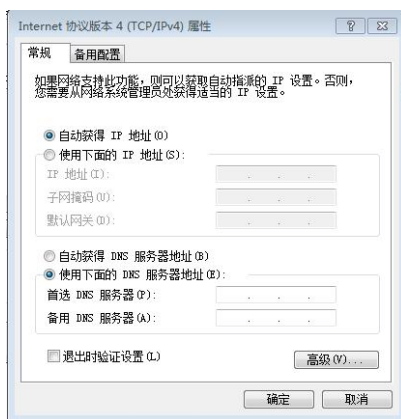 Internet 协议版本 4 (TCP/IPv4) 属性
常规 备用配置
如果网络支持此功能，则可以获取自动指派的 IP 设置。否则，
您需要从网络系统管理员处获得适当的 IP 设置。
自动获得 IP 地址(O)
使用下面的 IP 地址(S):
IP 地址(I):
子网掩码(U):
默认网关(D):
自动获得 DNS 服务器地址(B)
使用下面的 DNS 服务器地址(E):
首选 DNS 服务器(P):
备用 DNS 服务器(A):
退出时验证设置(L)
高级(V)...
确定 取消